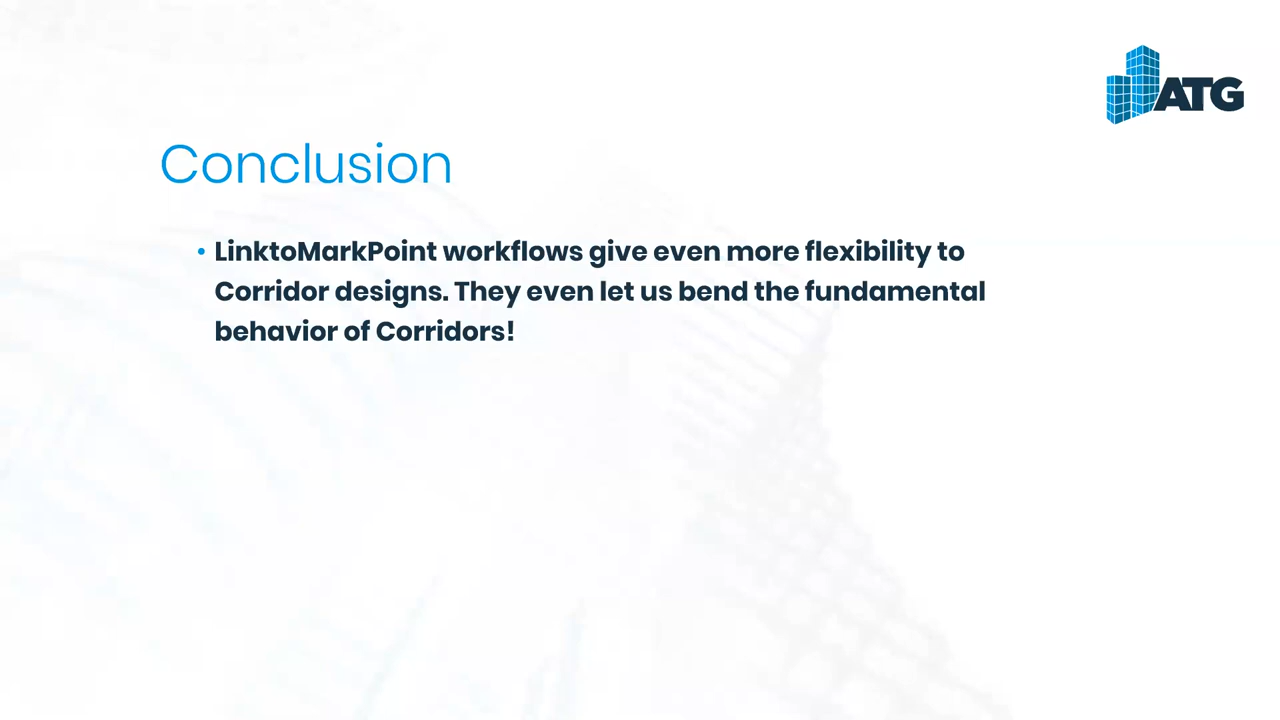 ATG
Conclusion
• LinktoMarkPoint workflows give even more flexibility to
Corridor designs. They even let us bend the fundamental
behavior of Corridors!